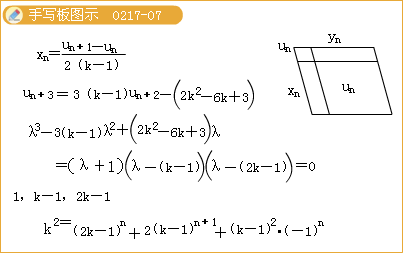 手写板图示 0217-07
xₙ=(uₙ₊₁−uₙ)/(2(k−1))
uₙ₊₃=3(k−1)uₙ₊₂−(2k²−6k+3)
λ³−3(k−1)λ²+(2k²−6k+3)λ
=(λ+1)(λ−(k−1))(λ−(2k−1))=0
1,k−1,2k−1
k²=(2k−1)ⁿ+2(k−1)ⁿ⁺¹+(k−1)²·(−1)ⁿ
uₙ yₙ
xₙ uₙ